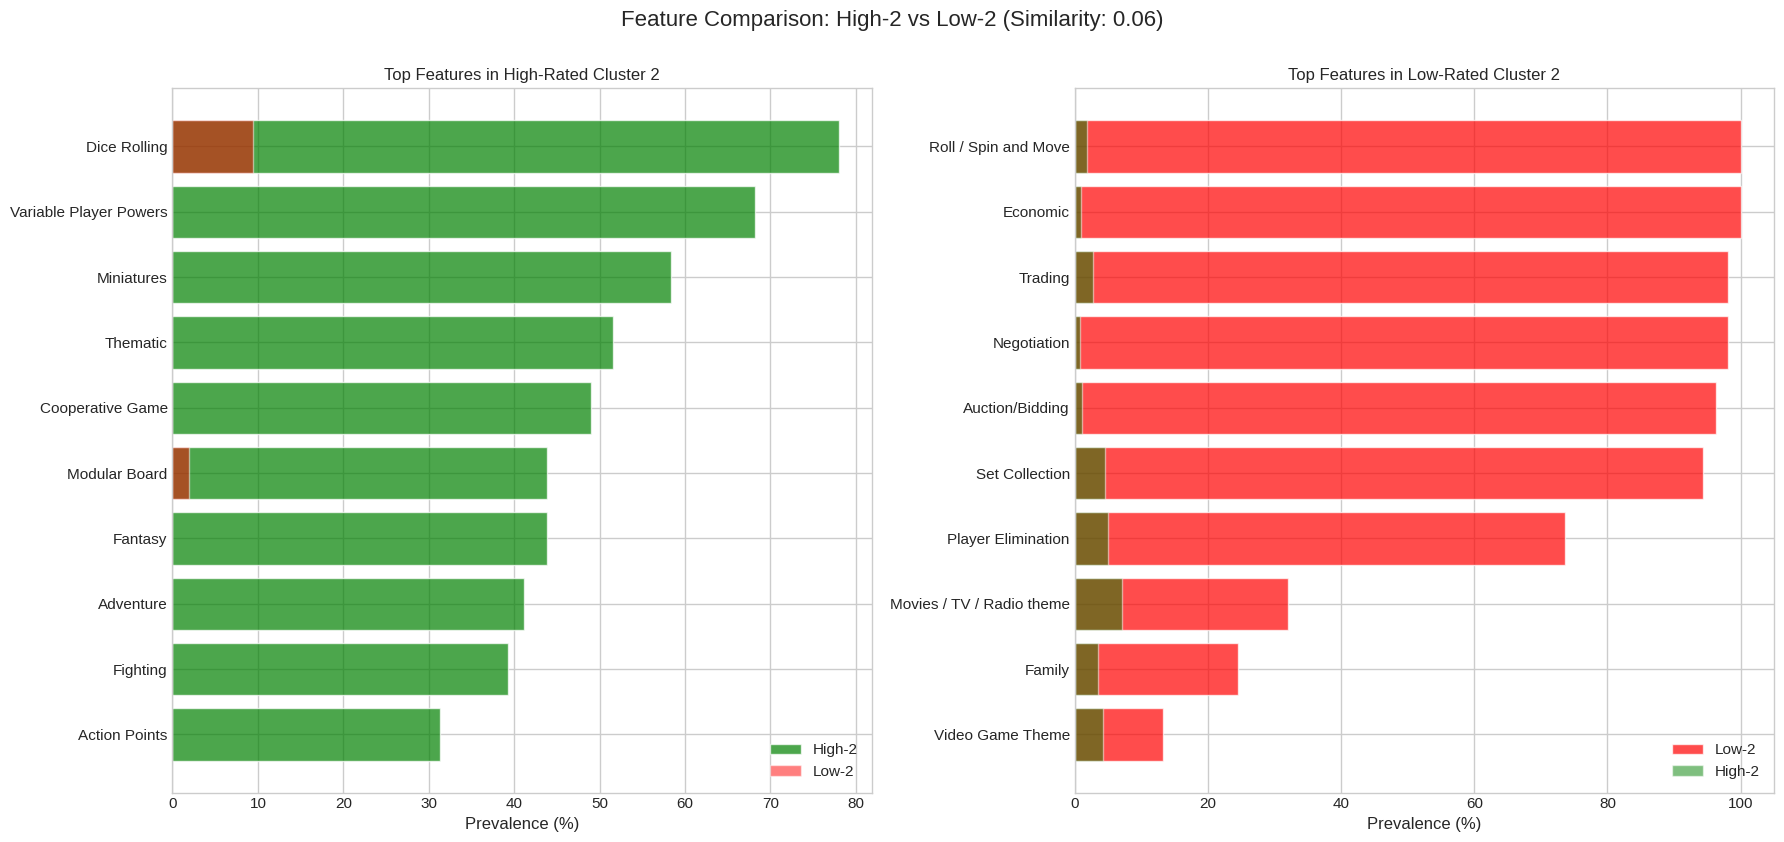 Feature Comparison: High-2 vs Low-2 (Similarity: 0.06)
Top Features in High-Rated Cluster 2
Dice Rolling
Variable Player Powers
Miniatures
Thematic
Cooperative Game
Modular Board
Fantasy
Adventure
Fighting
Action Points
High-2
Low-2
0 10 20 30 40 50 60 70 80
Prevalence (%)
Top Features in Low-Rated Cluster 2
Roll / Spin and Move
Economic
Trading
Negotiation
Auction/Bidding
Set Collection
Player Elimination
Movies / TV / Radio theme
Family
Video Game Theme
Low-2
High-2
0 20 40 60 80 100
Prevalence (%)